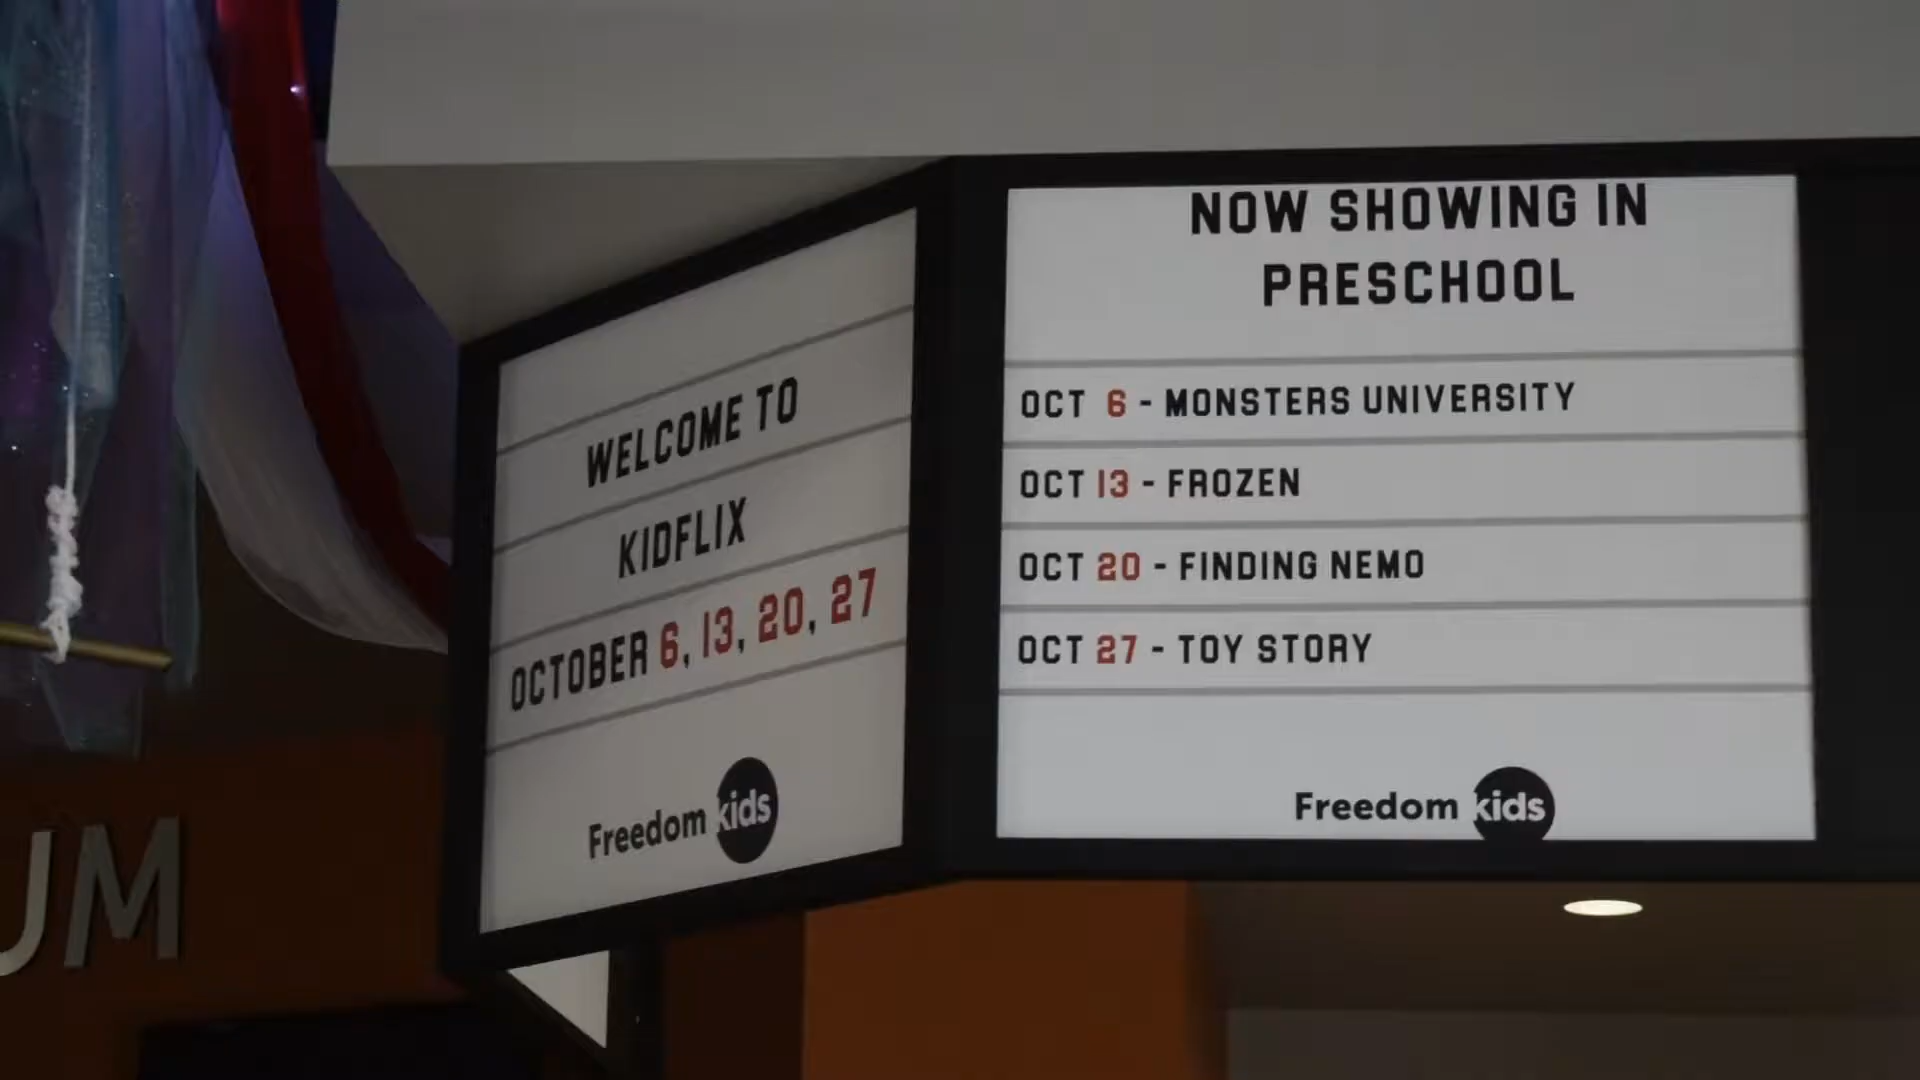 WELCOME TO
KIDFLIX
OCTOBER 6, 13, 20, 27
Freedom kids
NOW SHOWING IN
PRESCHOOL
OCT 6 - MONSTERS UNIVERSITY
OCT 13 - FROZEN
OCT 20 - FINDING NEMO
OCT 27 - TOY STORY
Freedom kids
UM